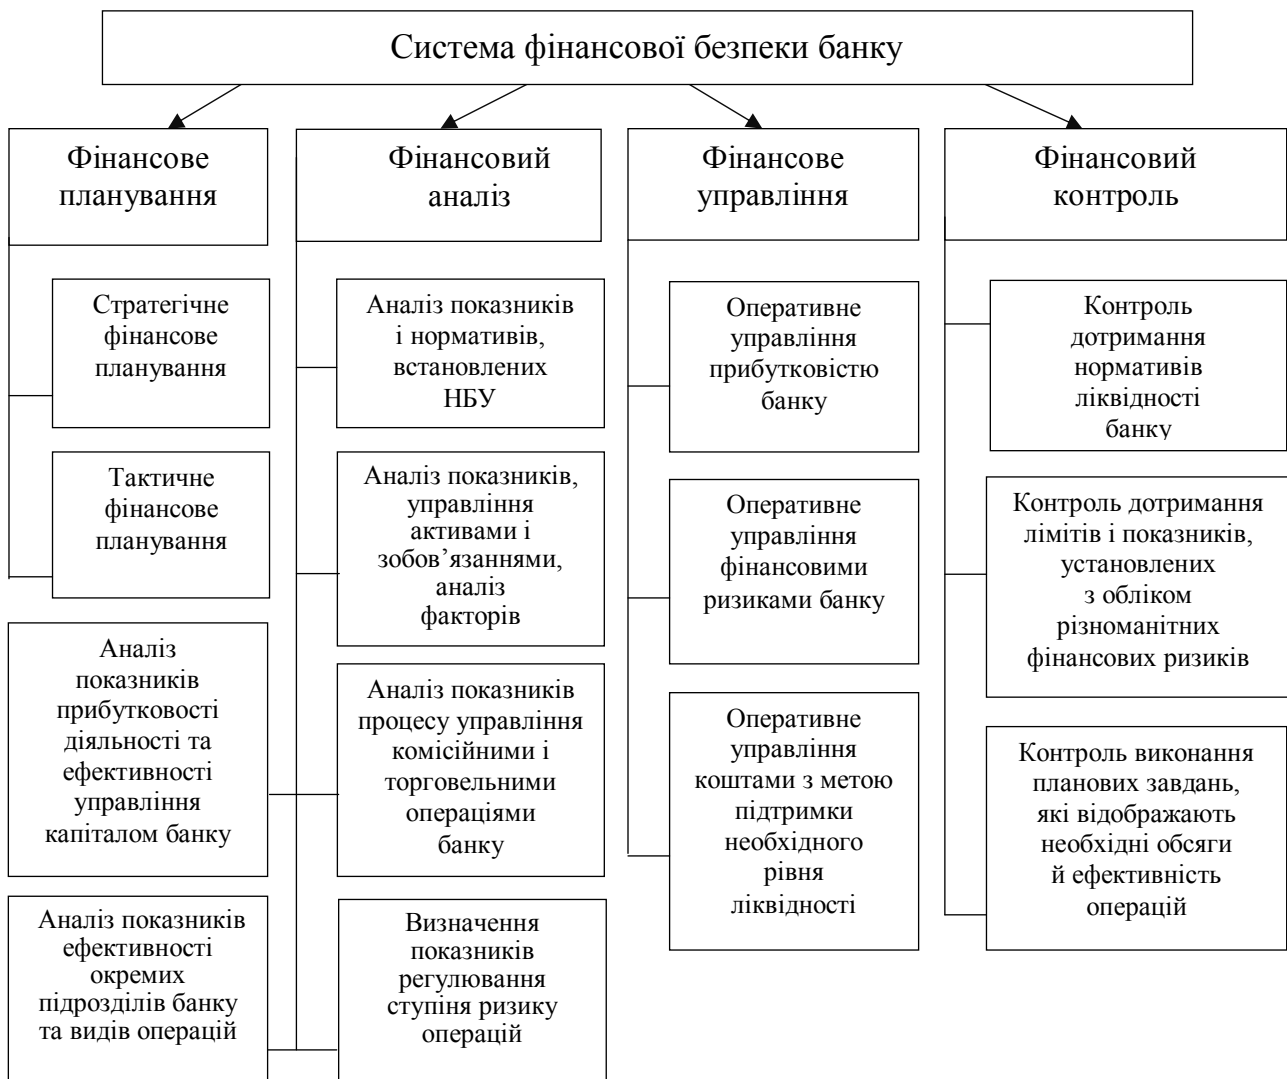 Система фінансової безпеки банку
Фінансове
планування
Фінансовий
аналіз
Фінансове
управління
Фінансовий
контроль
Стратегічне
фінансове
планування
Тактичне
фінансове
планування
Аналіз показників
і нормативів,
встановлених
НБУ
Аналіз показників,
управління
активами і
зобов’язаннями,
аналіз
факторів
Аналіз
показників
прибутковості
діяльності та
ефективності
управління
капіталом банку
Аналіз показників
процесу управління
комісійними і
торговельними
операціями
банку
Аналіз показників
ефективності
окремих
підрозділів банку
та видів операцій
Визначення
показників
регулювання
ступіня ризику
операцій
Оперативне
управління
прибутковістю
банку
Оперативне
управління
фінансовими
ризиками банку
Оперативне
управління
коштами з метою
підтримки
необхідного
рівня
ліквідності
Контроль
дотримання
нормативів
ліквідності
банку
Контроль дотримання
лімітів і показників,
установлених
з обліком
різноманітних
фінансових ризиків
Контроль виконання
планових завдань,
які відображають
необхідні обсяги
й ефективність
операцій